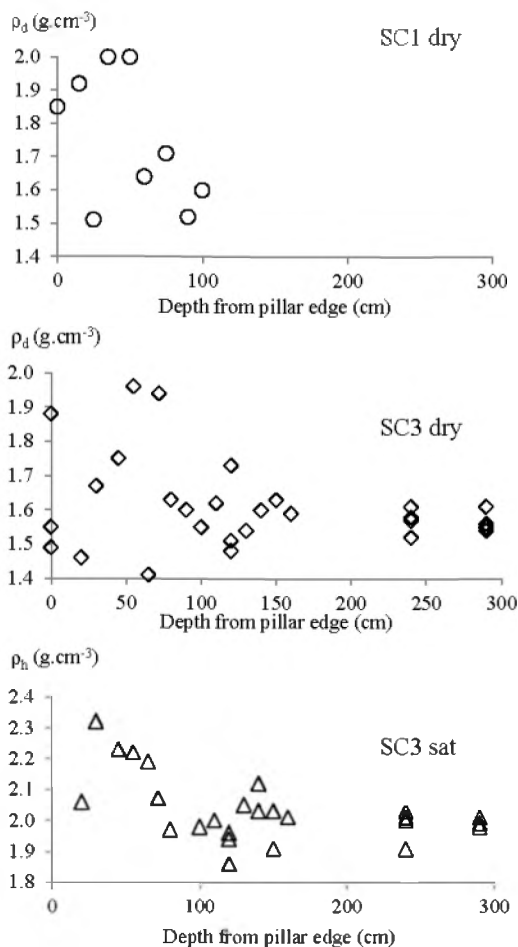 ρd (g.cm-3)
SC1 dry
2.0
1.9
1.8
1.7
1.6
1.5
1.4
0 100 200 300
Depth from pillar edge (cm)
ρd (g.cm-3)
SC3 dry
2.0
1.9
1.8
1.7
1.6
1.5
1.4
0 50 100 150 200 250 300
Depth from pillar edge (cm)
ρh (g.cm-3)
SC3 sat
2.4
2.3
2.2
2.1
2.0
1.9
1.8
0 50 100 150 200 250 300
Depth from pillar edge (cm)